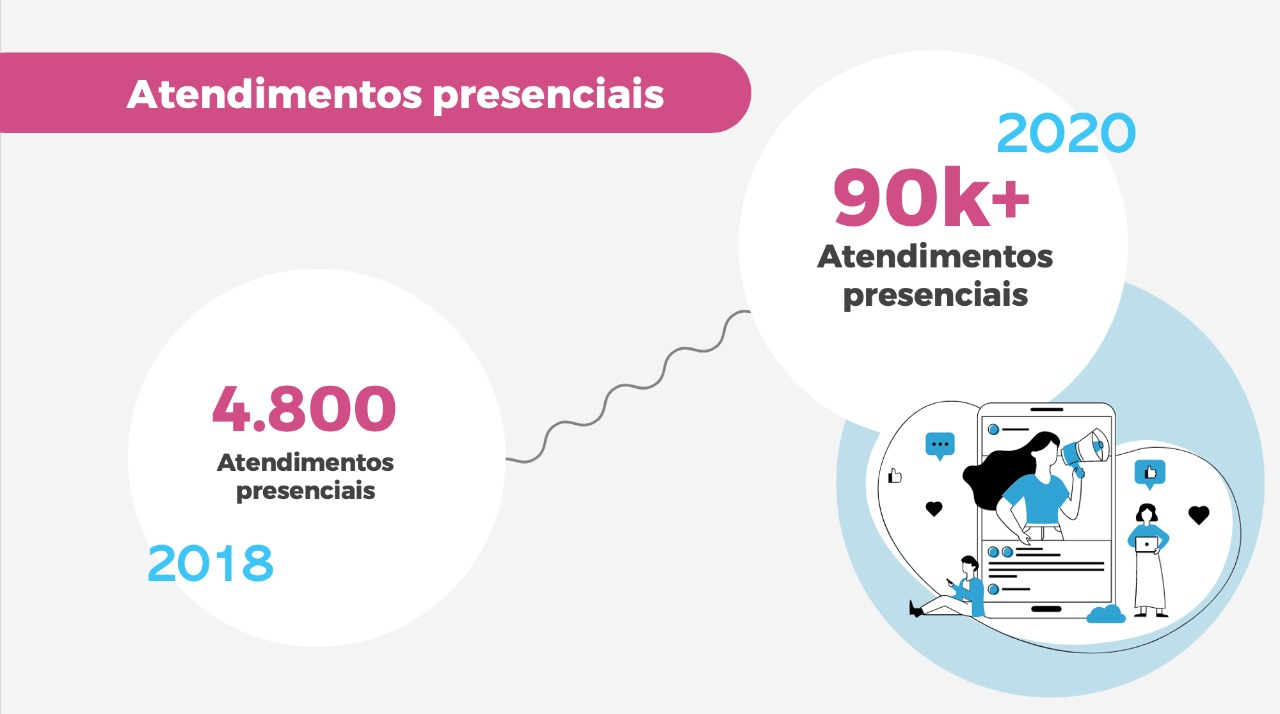 Atendimentos presenciais
2020
90k+
Atendimentos
presenciais
4.800
Atendimentos
presenciais
2018